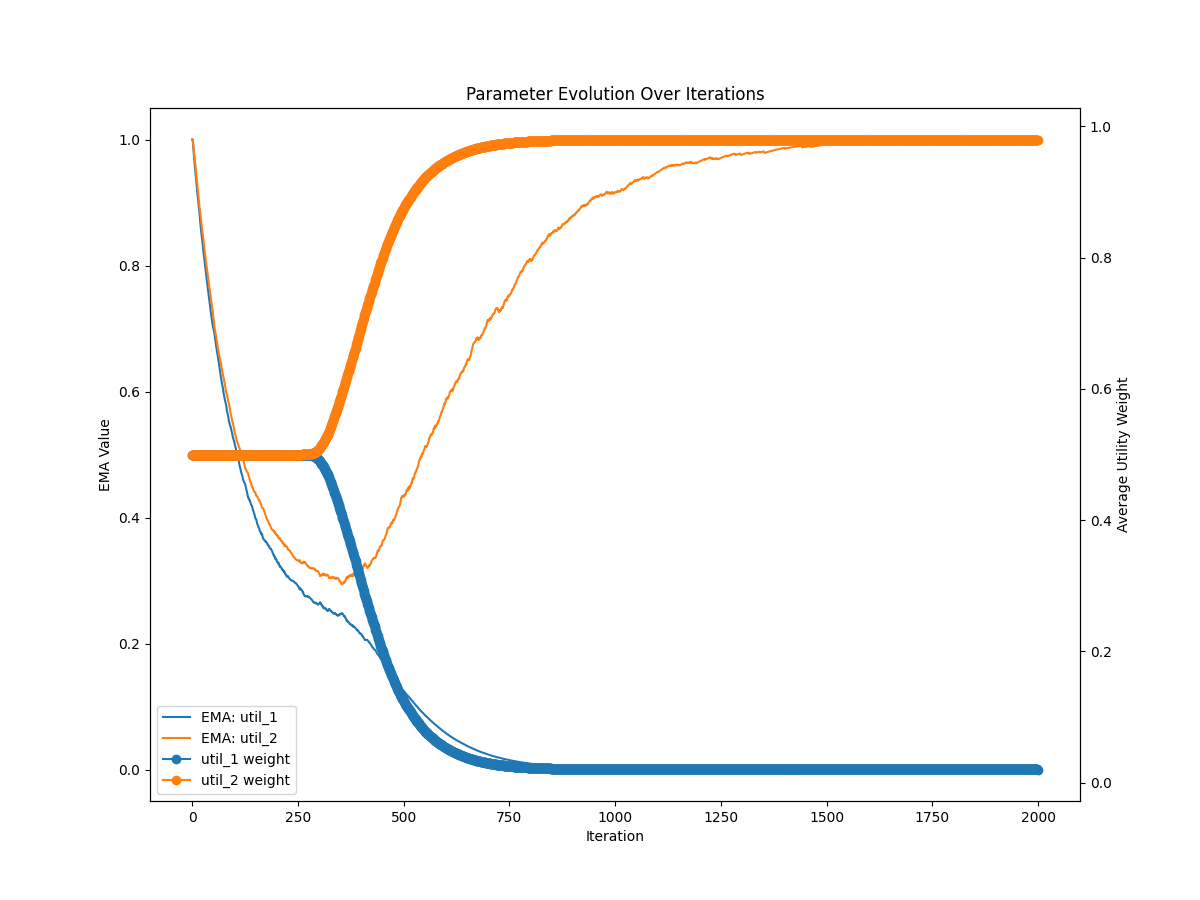 Parameter Evolution Over Iterations
1.0
0.8
0.6
0.4
0.2
0.0
EMA Value
1.0
0.8
0.6
0.4
0.2
0.0
Average Utility Weight
EMA: util_1
EMA: util_2
util_1 weight
util_2 weight
0 250 500 750 1000 1250 1500 1750 2000
Iteration